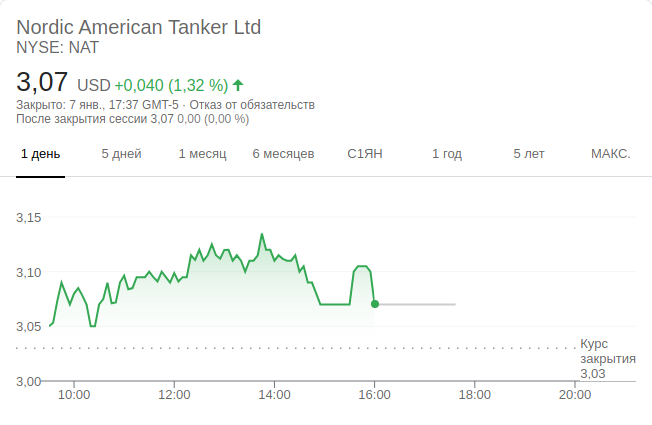 Nordic American Tanker Ltd
NYSE: NAT
3,07 USD +0,040 (1,32 %)
Закрыто: 7 янв., 17:37 GMT-5 · Отказ от обязательств
После закрытия сессии 3,07 0,00 (0,00 %)
1 день 5 дней 1 месяц 6 месяцев С1ЯН 1 год 5 лет МАКС.
3,15
3,10
3,05
Курс
закрытия
3,03
3,00
10:00 12:00 14:00 16:00 18:00 20:00